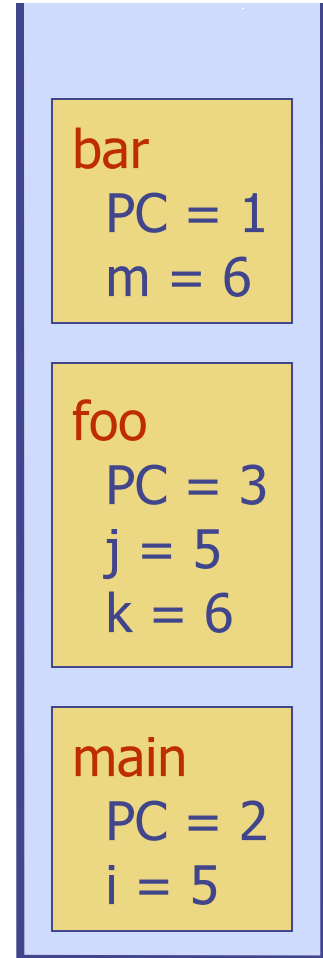 bar
PC = 1
m = 6
foo
PC = 3
j = 5
k = 6
main
PC = 2
i = 5